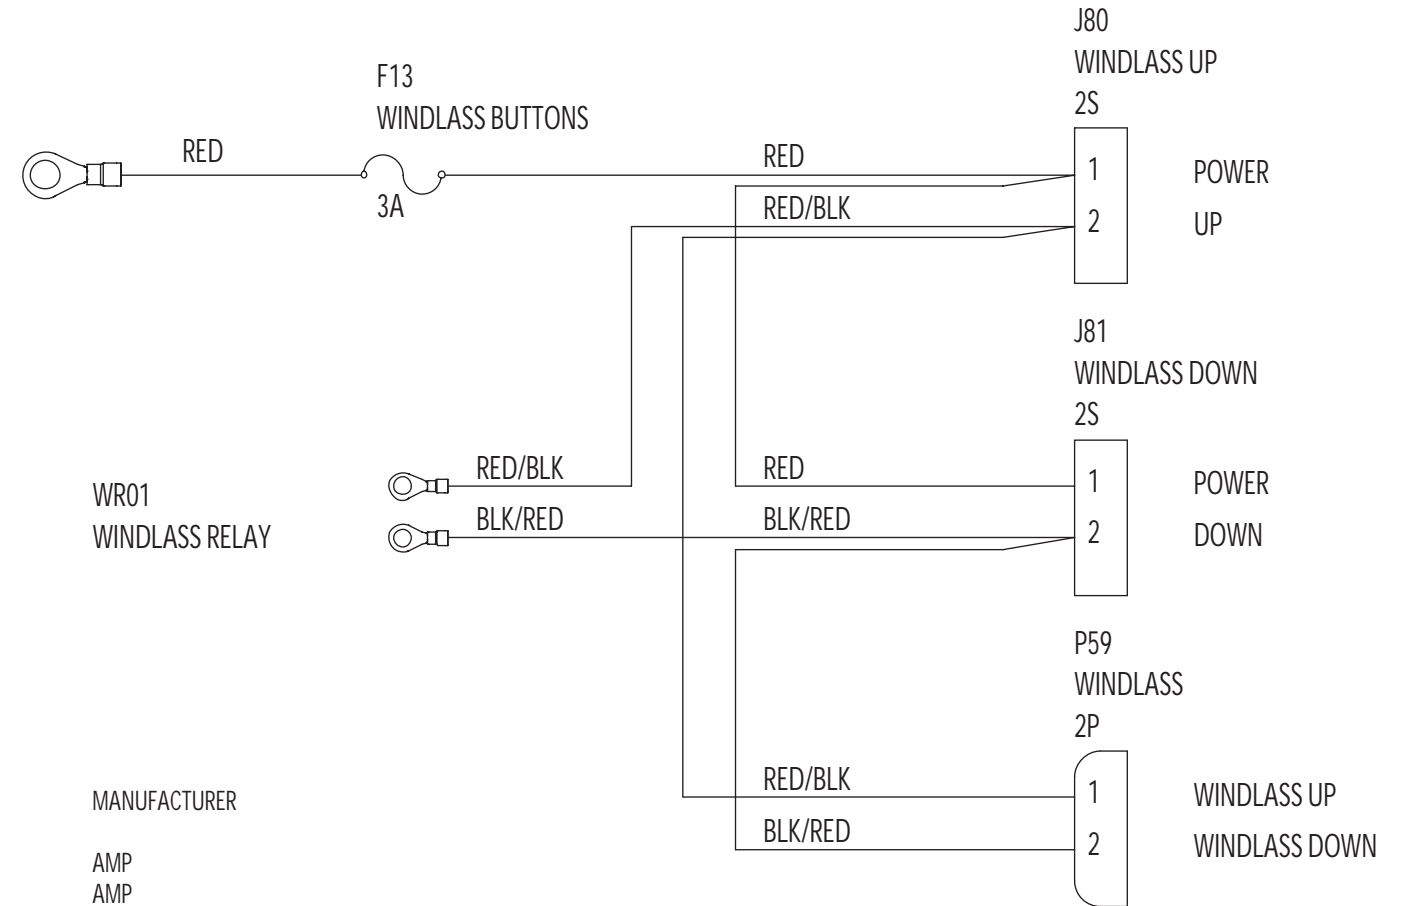 J80
WINDLASS UP
2S
F13
WINDLASS BUTTONS
RED
3A
RED
1
POWER
RED/BLK
2
UP
J81
WINDLASS DOWN
2S
WR01
WINDLASS RELAY
RED/BLK
RED
1
POWER
BLK/RED
BLK/RED
2
DOWN
P59
WINDLASS
2P
RED/BLK
1
WINDLASS UP
BLK/RED
2
WINDLASS DOWN
MANUFACTURER
AMP
AMP